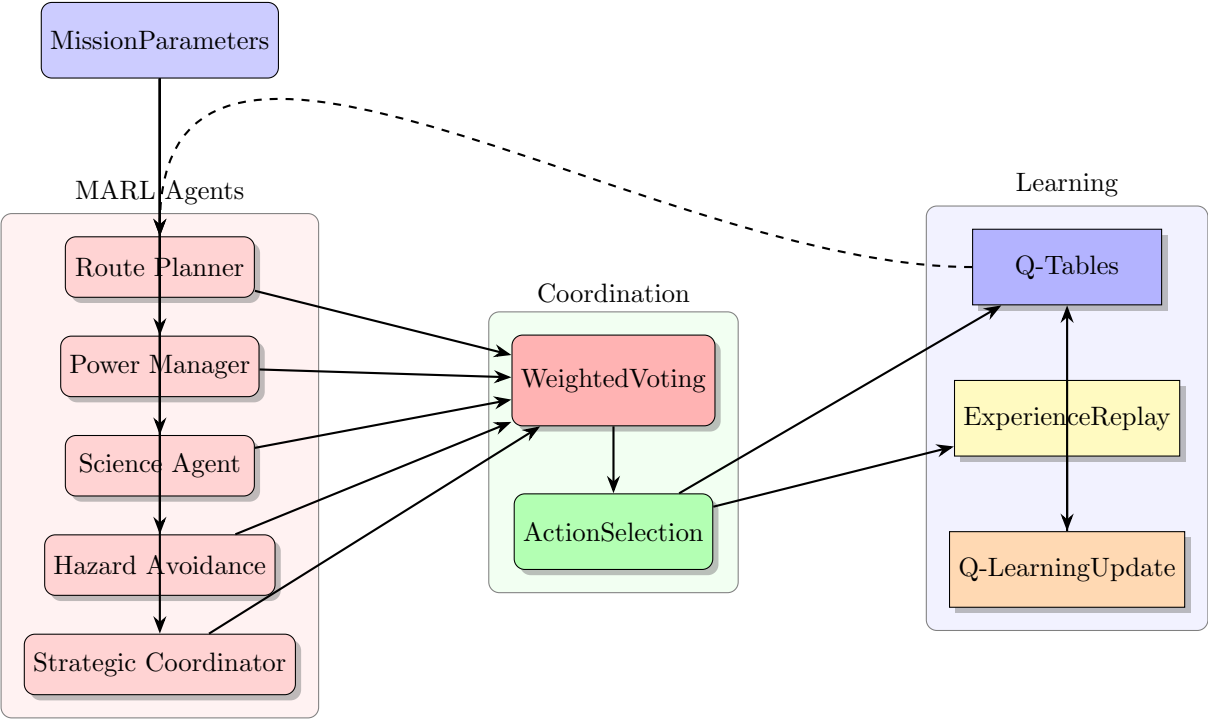 MissionParameters
MARL Agents
Route Planner
Power Manager
Science Agent
Hazard Avoidance
Strategic Coordinator
Coordination
WeightedVoting
ActionSelection
Learning
Q-Tables
ExperienceReplay
Q-LearningUpdate